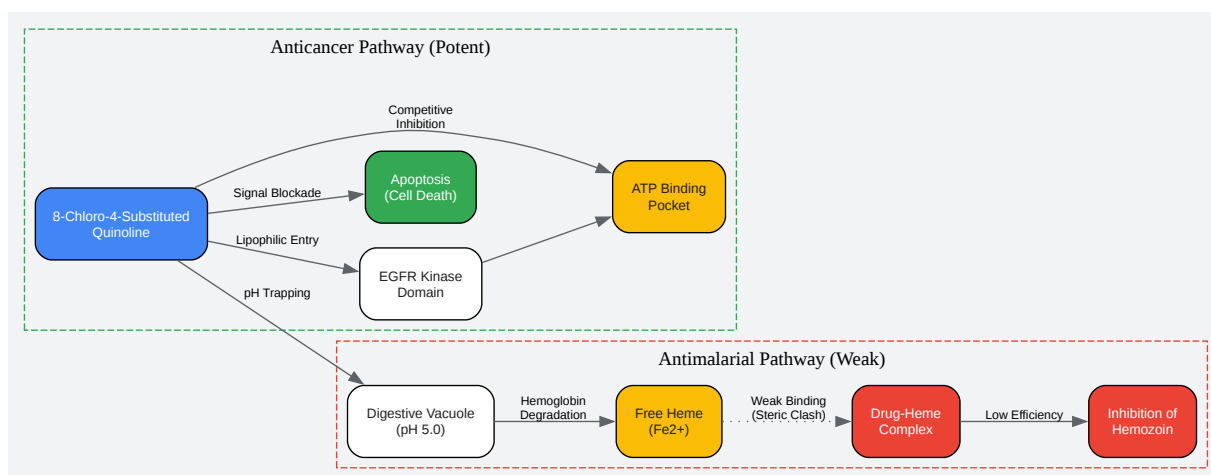 Anticancer Pathway (Potent)
Competitive
Inhibition
Signal Blockade
Apoptosis
(Cell Death)
ATP Binding
Pocket
8-Chloro-4-Substituted
Quinoline
Lipophilic Entry
EGFR Kinase
Domain
pH Trapping
Antimalarial Pathway (Weak)
Digestive Vacuole
(pH 5.0)
Hemoglobin
Degradation
Free Heme
(Fe2+)
Weak Binding
(Steric Clash)
Drug-Heme
Complex
Low Efficiency
Inhibition of
Hemozoin